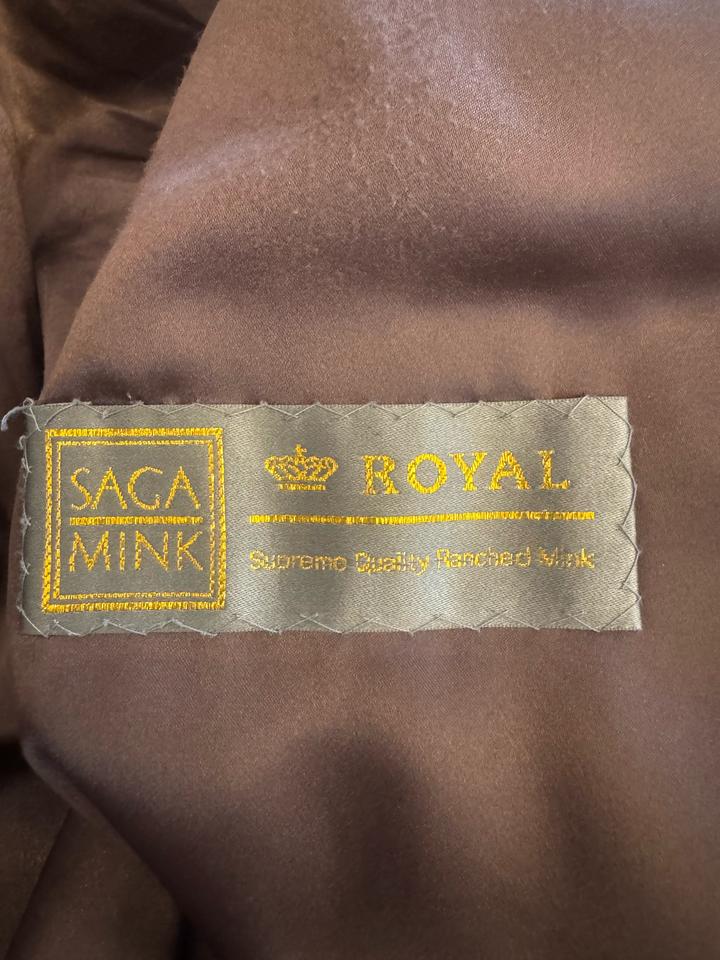 SAGA
MINK
ROYAL
Supreme Quality Ranched Mink